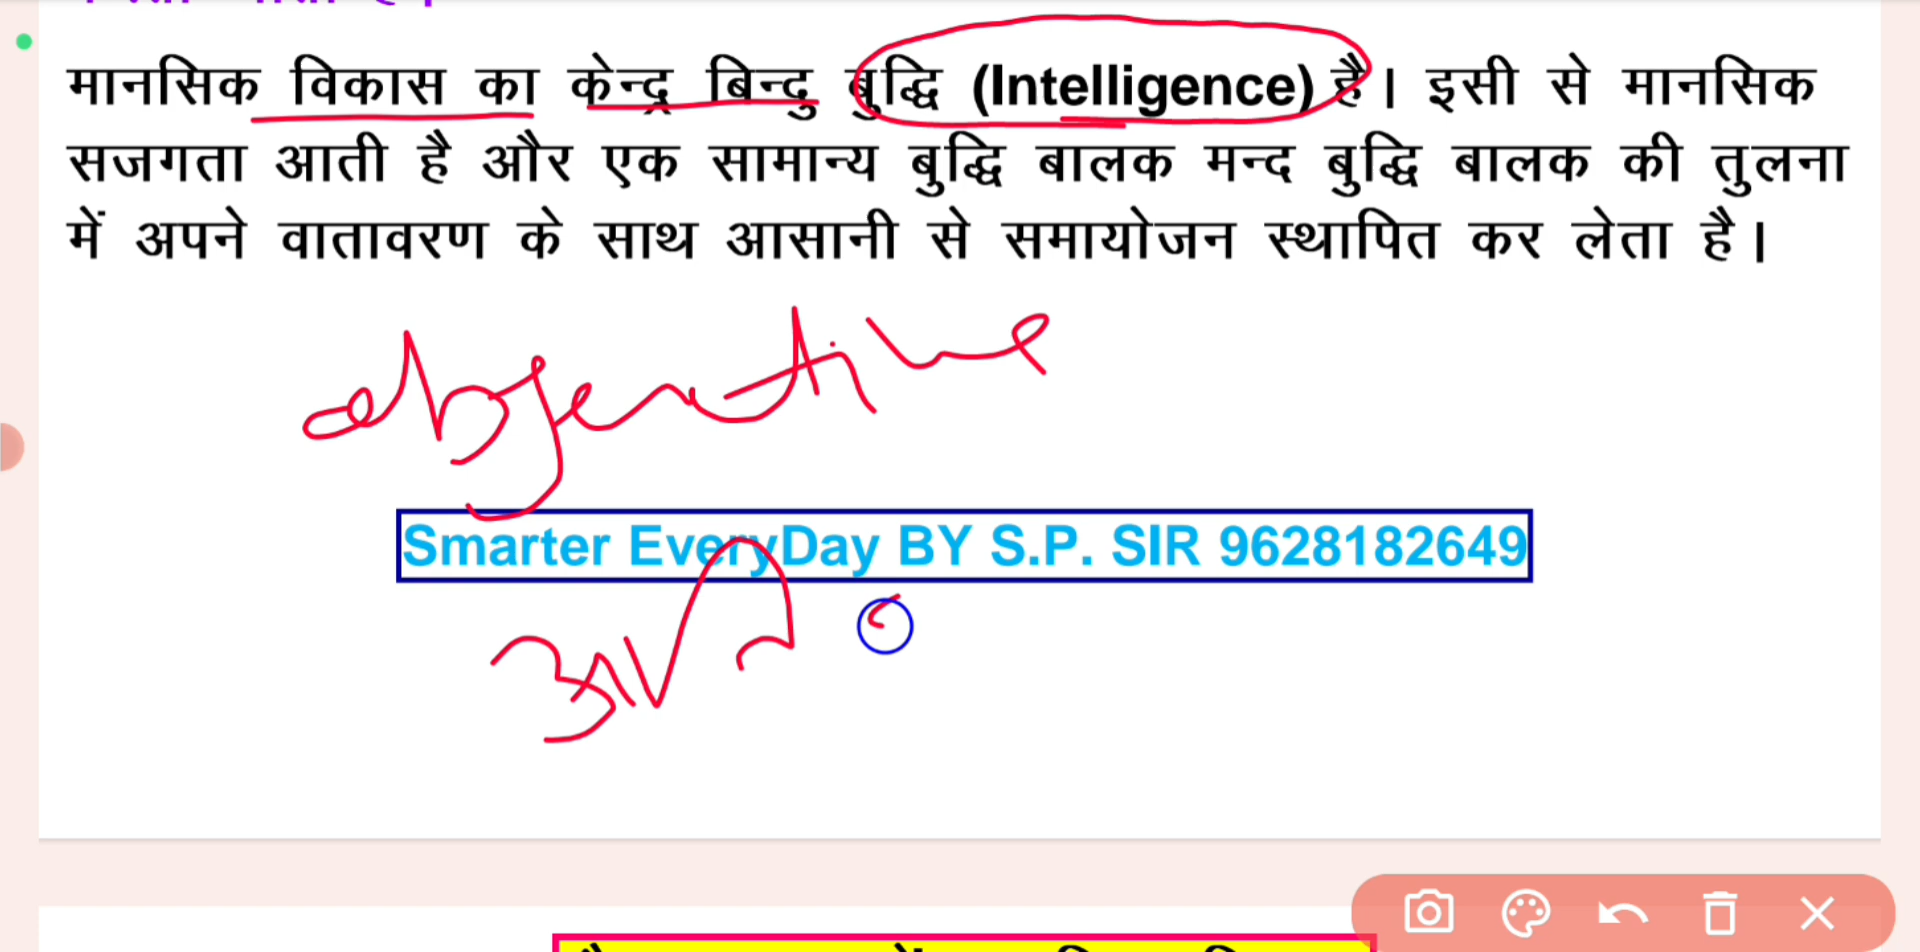 मानसिक विकास का केन्द्र बिन्दु बुद्धि (Intelligence) है। इसी से मानसिक
सजगता आती है और एक सामान्य बुद्धि बालक मन्द बुद्धि बालक की तुलना
में अपने वातावरण के साथ आसानी से समायोजन स्थापित कर लेता है।
objective
Smarter EveryDay BY S.P. SIR 9628182649